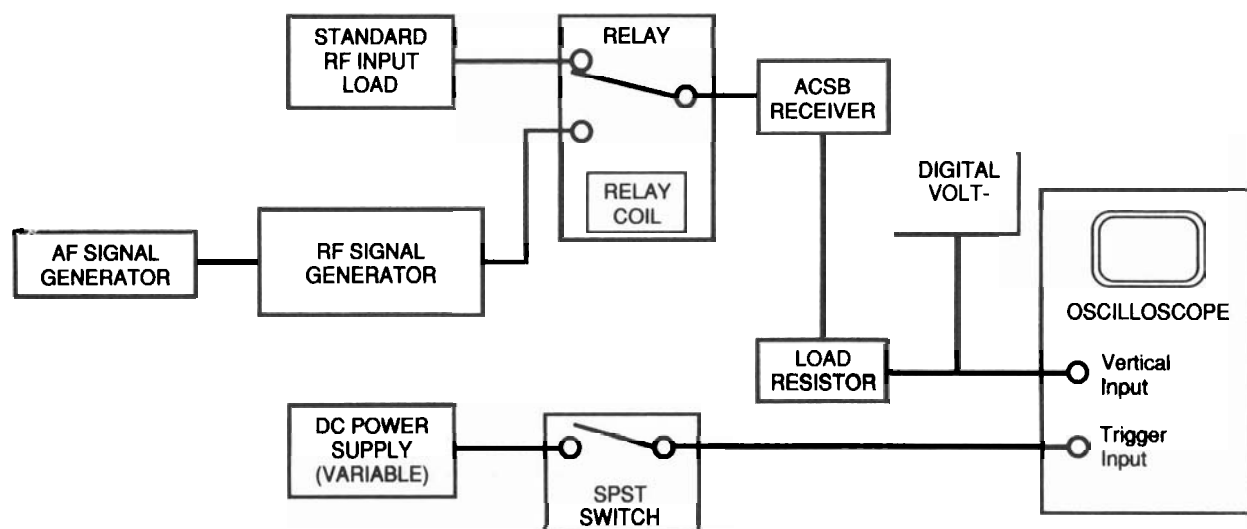 STANDARD
RF INPUT
LOAD
RELAY
ACSB
RECEIVER
RELAY
COIL
DIGITAL
VOLT-
AF SIGNAL
GENERATOR
RF SIGNAL
GENERATOR
OSCILLOSCOPE
LOAD
RESISTOR
Vertical
Input
DC POWER
SUPPLY
(VARIABLE)
SPST
SWITCH
Trigger
Input